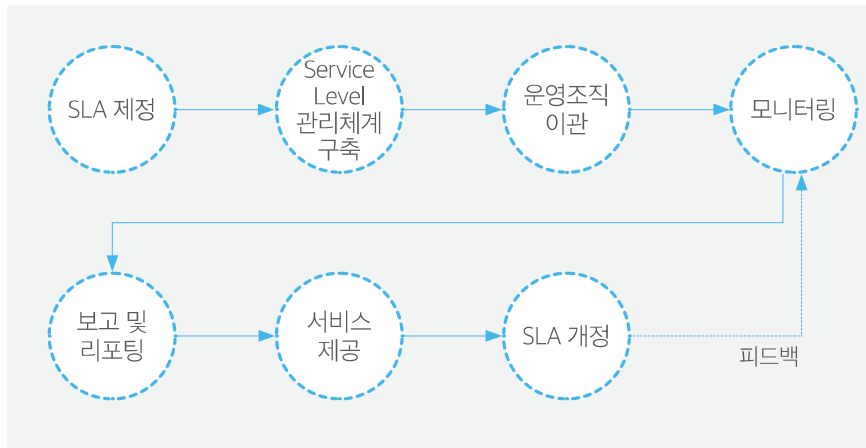 SLA 제정
Service
Level
관리체계
구축
운영조직
이관
모니터링
보고 및
리포팅
서비스
제공
SLA 개정
피드백